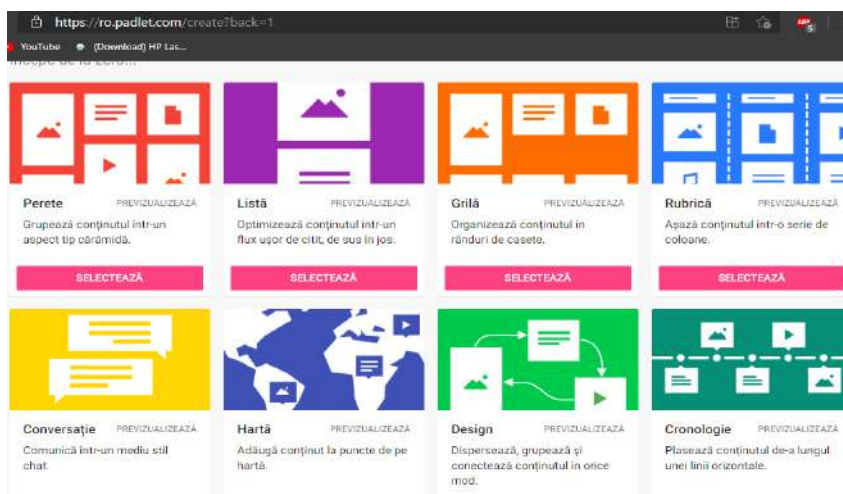 https://ro.padlet.com/create?back=1
YouTube (Download) HP Las...
începe de la zero...
Perete PREVIZUALIZEAZĂ
Grupează conținutul într-un
aspect tip cărămidă.
SELECTEAZĂ
Listă PREVIZUALIZEAZĂ
Optimizează conținutul într-un
flux ușor de citit, de sus în jos.
SELECTEAZĂ
Grilă PREVIZUALIZEAZĂ
Organizează conținutul în
rânduri de casete.
SELECTEAZĂ
Rubrică PREVIZUALIZEAZĂ
Așază conținutul într-o serie de
coloane.
SELECTEAZĂ
Conversație PREVIZUALIZEAZĂ
Comunică într-un mediu stil
chat.
Hartă PREVIZUALIZEAZĂ
Adăugă conținut la puncte de pe
hartă.
Design PREVIZUALIZEAZĂ
Dispersează, grupează și
conectează conținutul în orice
mod.
Cronologie PREVIZUALIZEAZĂ
Plasează conținutul de-a lungul
unei linii orizontale.